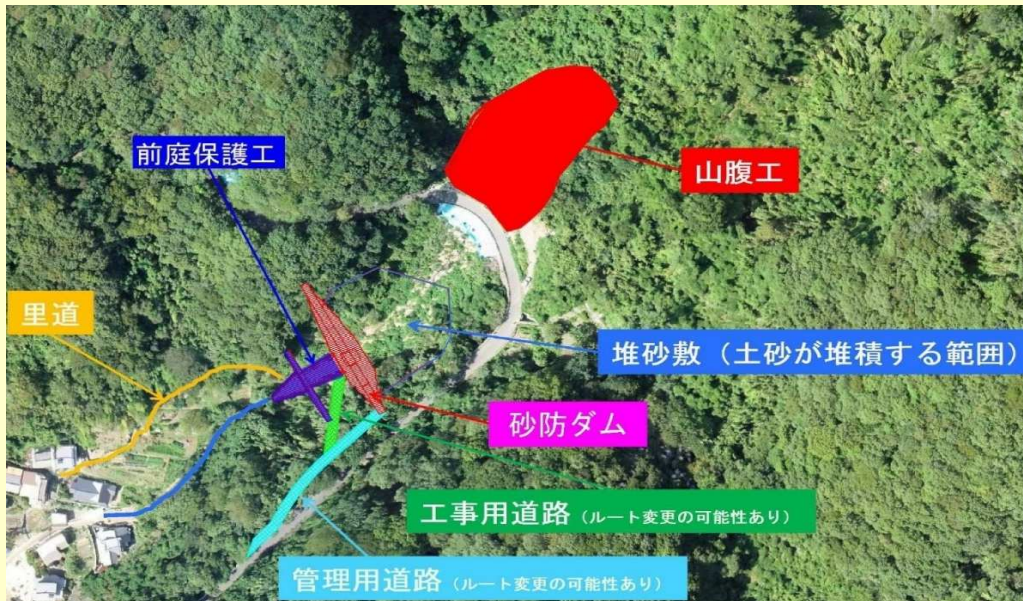 前庭保護工
山腹工
里道
堆砂敷（土砂が堆積する範囲）
砂防ダム
工事用道路（ルート変更の可能性あり）
管理用道路（ルート変更の可能性あり）